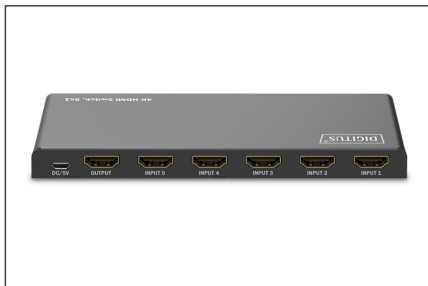 4K HDMI Switch, 5x1
DIGITUS®
DC/5V OUTPUT INPUT 5 INPUT 4 INPUT 3 INPUT 2 INPUT 1